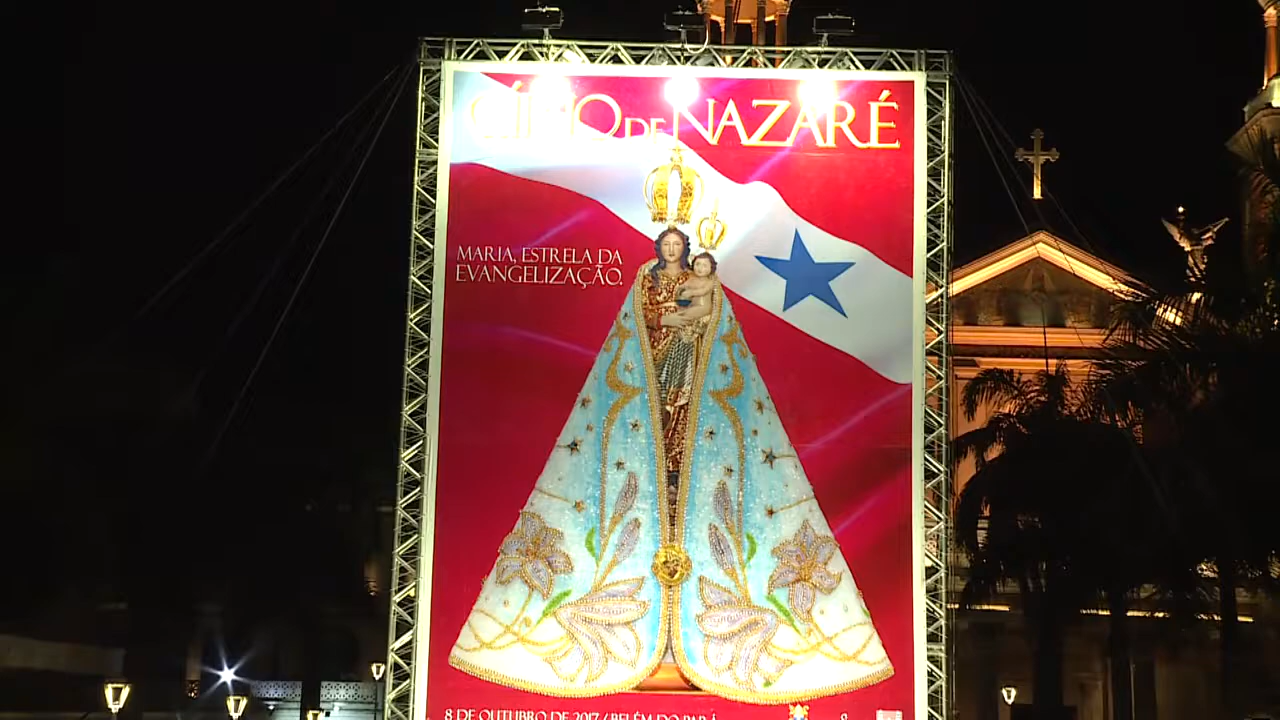 CÍRIO DE NAZARÉ
MARIA, ESTRELA DA
EVANGELIZAÇÃO.
8 DE OUTUBRO DE 2017 / BELÉM DO PARÁ